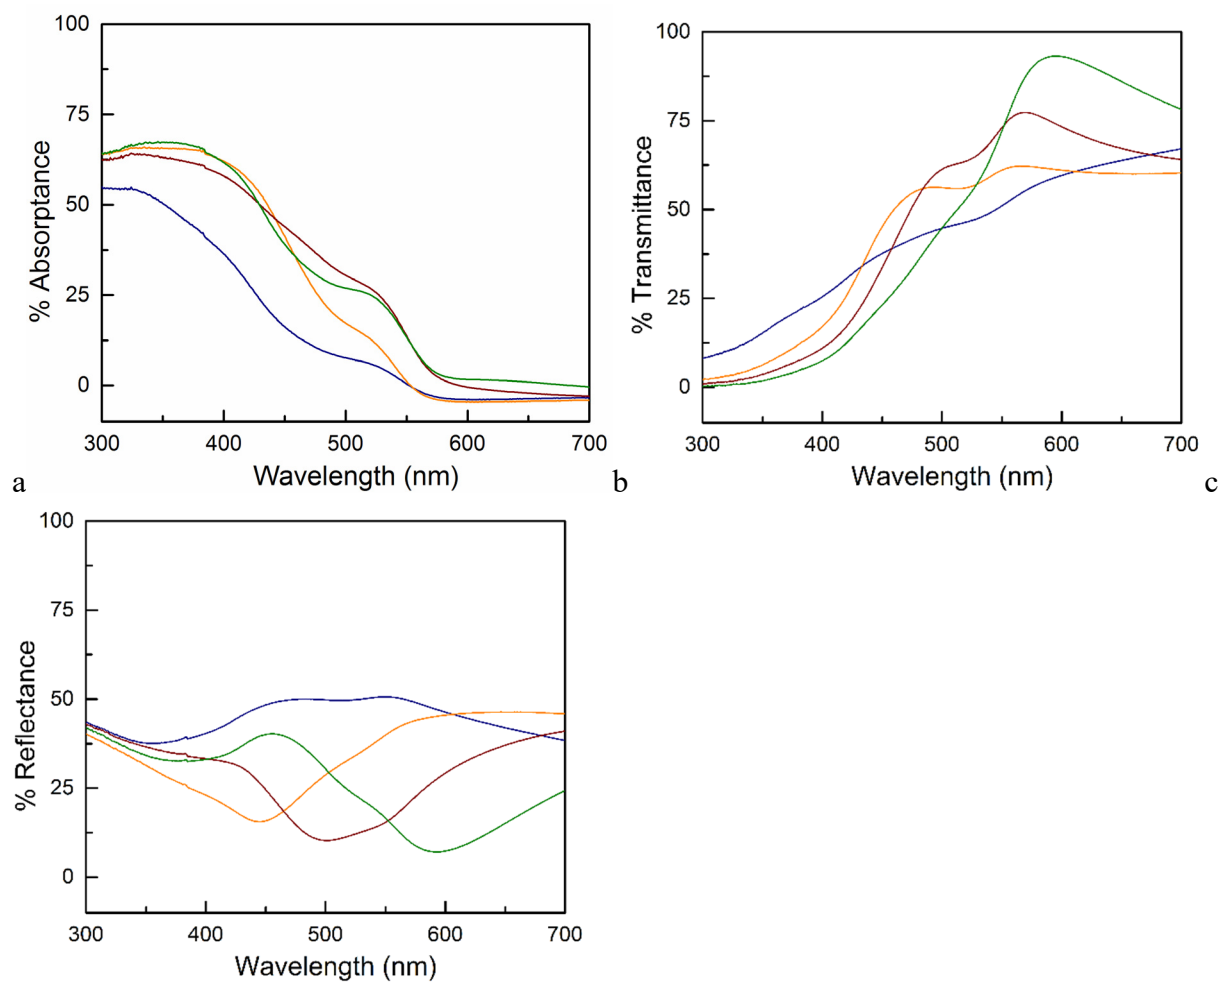 100
75
50
25
0
% Absorptance
300 400 500 600 700
Wavelength (nm)
a
100
75
50
25
0
% Transmittance
300 400 500 600 700
Wavelength (nm)
b
c
100
75
50
25
0
% Reflectance
300 400 500 600 700
Wavelength (nm)